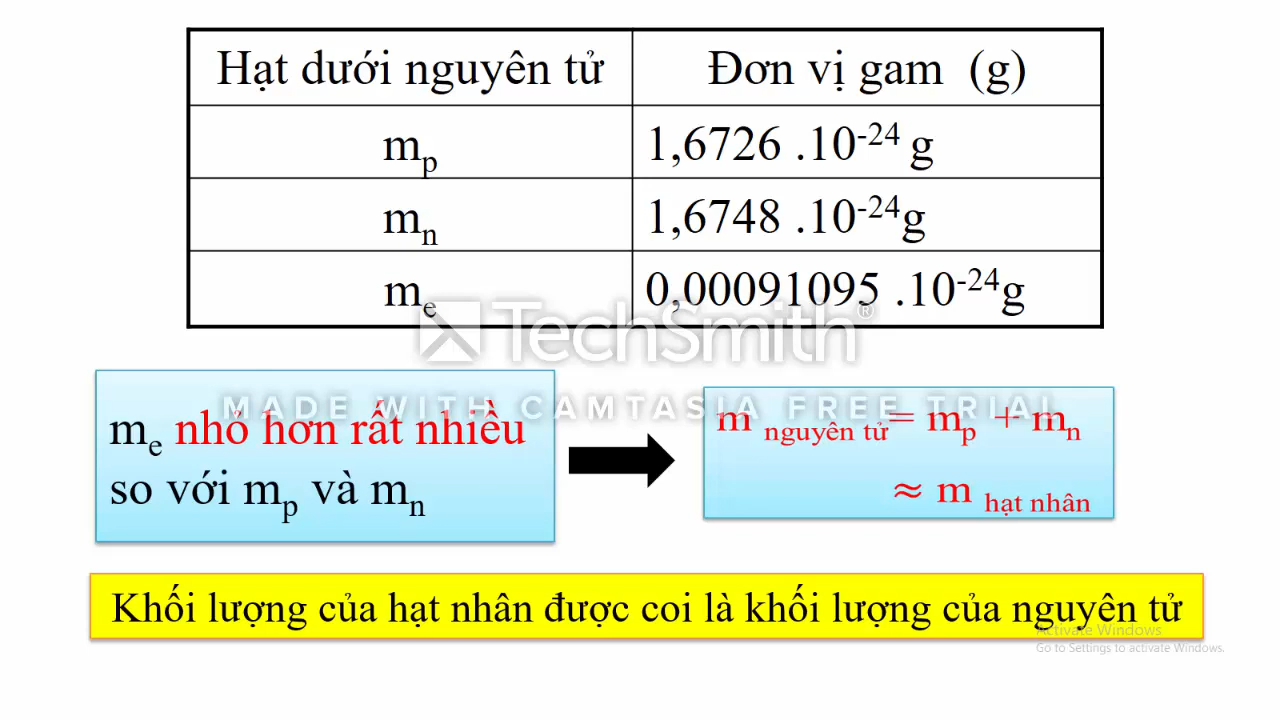 Hạt dưới nguyên tử
Đơn vị gam (g)
mp
1,6726 .10-24 g
mn
1,6748 .10-24g
me
0,00091095 .10-24g
TechSmith®
MADE WITH CAMTASIA FREE TRIAL
me nhỏ hơn rất nhiều
so với mp và mn
m nguyên tử= mp + mn
≈ m hạt nhân
Khối lượng của hạt nhân được coi là khối lượng của nguyên tử
Activate Windows
Go to Settings to activate Windows.